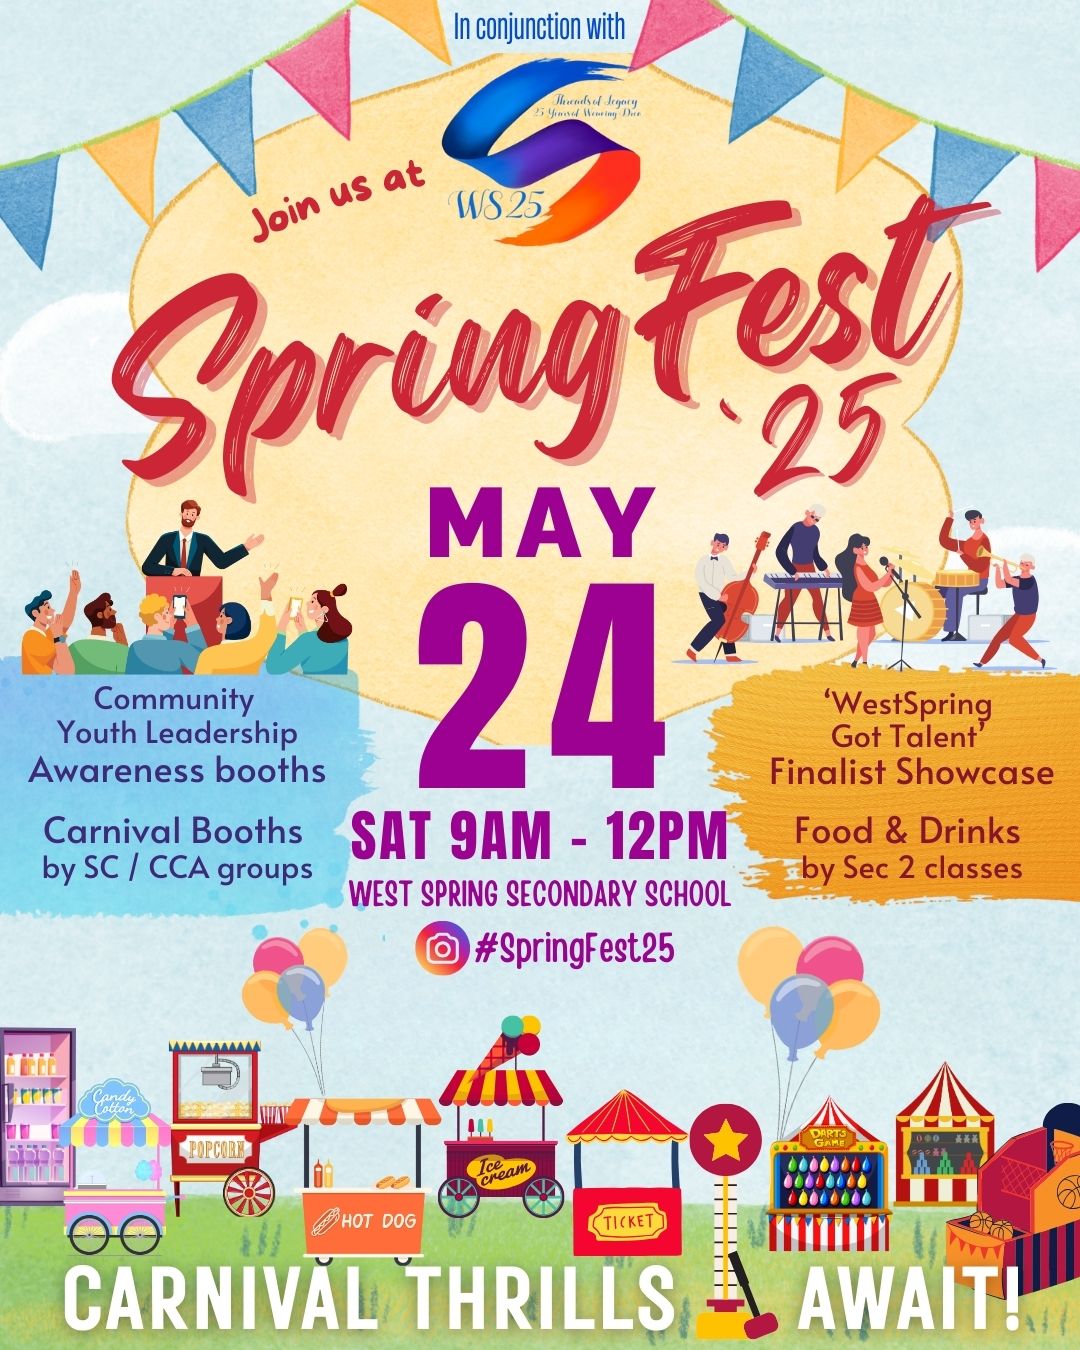 In conjunction with
Threads of Legacy
25 Years of Weaving
WS25
Join us at
SpringFest
'25
MAY
24
SAT 9AM - 12PM
WEST SPRING SECONDARY SCHOOL
#SpringFest25
Community
Youth Leadership
Awareness booths
Carnival Booths
by SC / CCA groups
‘WestSpring
Got Talent’
Finalist Showcase
Food & Drinks
by Sec 2 classes
Candy
Cotton
POPCORN
HOT DOG
Ice
cream
TICKET
DARTS
GAME
CARNIVAL THRILLS AWAIT!